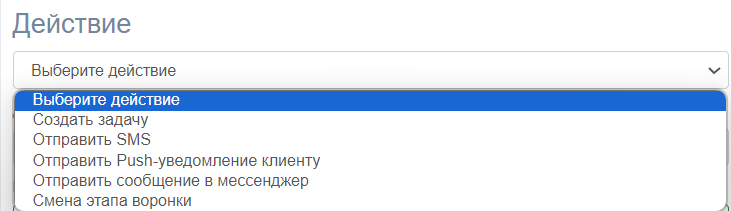 Действие
Выберите действие
Выберите действие
Создать задачу
Отправить SMS
Отправить Push-уведомление клиенту
Отправить сообщение в мессенджер
Смена этапа воронки